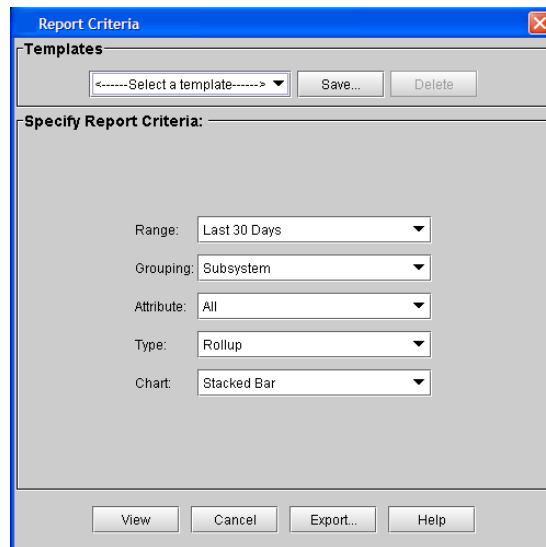 Report Criteria
Templates
<------Select a template------> Save... Delete
Specify Report Criteria:
Range: Last 30 Days
Grouping: Subsystem
Attribute: All
Type: Rollup
Chart: Stacked Bar
View Cancel Export... Help